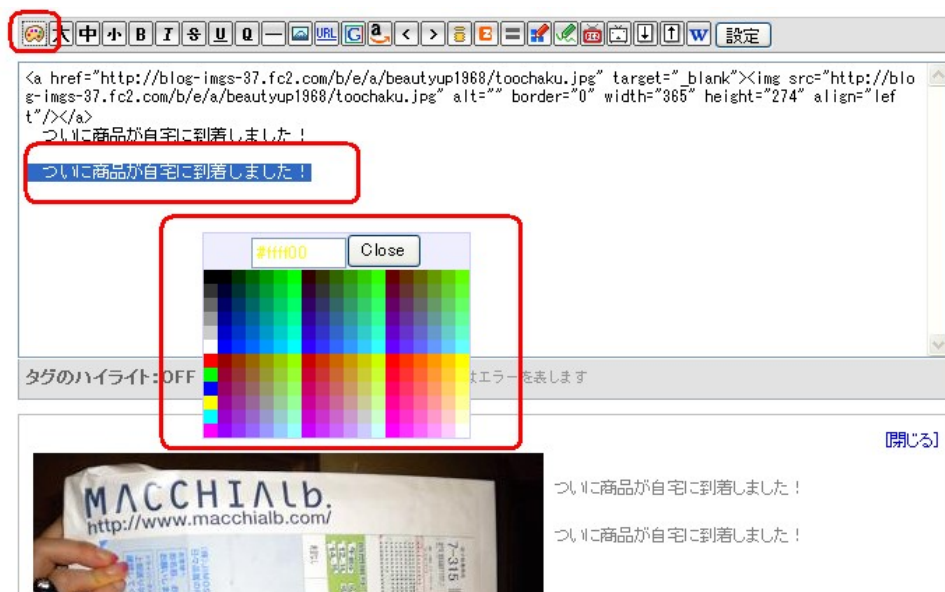 大 中 小 B I S U Q URL G a < > E Z = W 設定
<a href="http://blog-imgs-37.fc2.com/b/e/a/beautyup1968/toochaku.jpg" target="_blank"><img src="http://blo
g-imgs-37.fc2.com/b/e/a/beautyup1968/toochaku.jpg" alt="" border="0" width="365" height="274" align="lef
t"/></a>
ついに商品が自宅に到着しました！
ついに商品が自宅に到着しました！
#ffff00 Close
タグのハイライト:OFF はエラーを表します
[閉じる]
MACCHIALb.
http://www.macchialb.com/
ついに商品が自宅に到着しました！
ついに商品が自宅に到着しました！
7-315